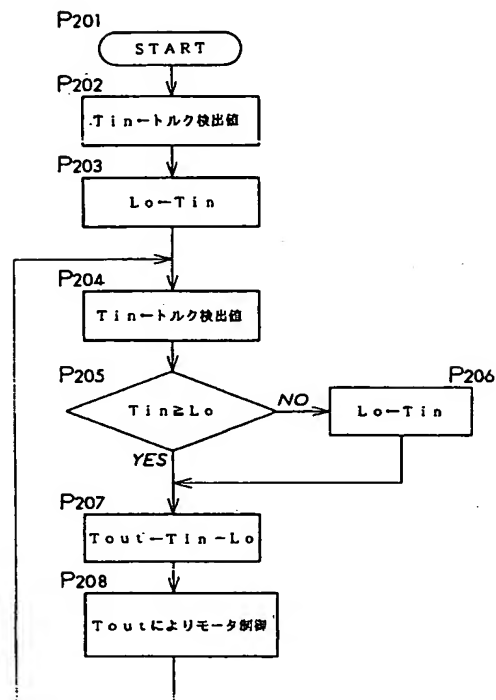 P201
START
P202
Tin←トルク検出値
P203
Lo←Tin
P204
Tin←トルク検出値
P205
Tin≧Lo
NO
P206
Lo←Tin
YES
P207
Tout←Tin-Lo
P208
Toutによりモータ制御